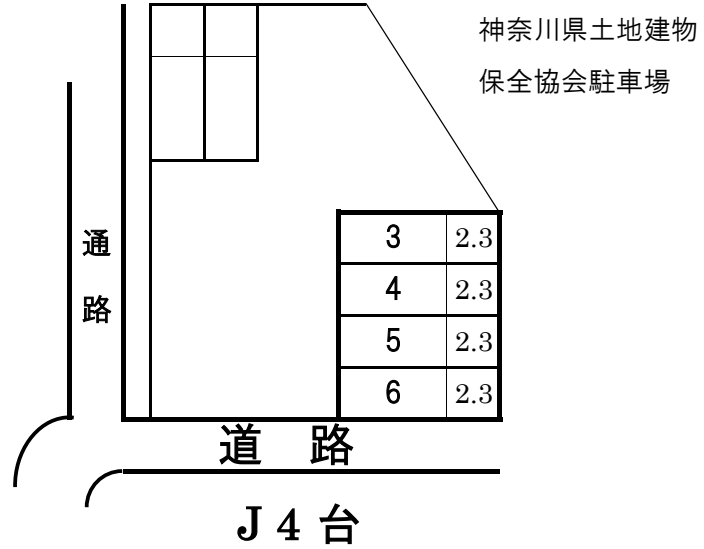 神奈川県土地建物
保全協会駐車場
通路
3 2.3
4 2.3
5 2.3
6 2.3
道 路
J 4 台